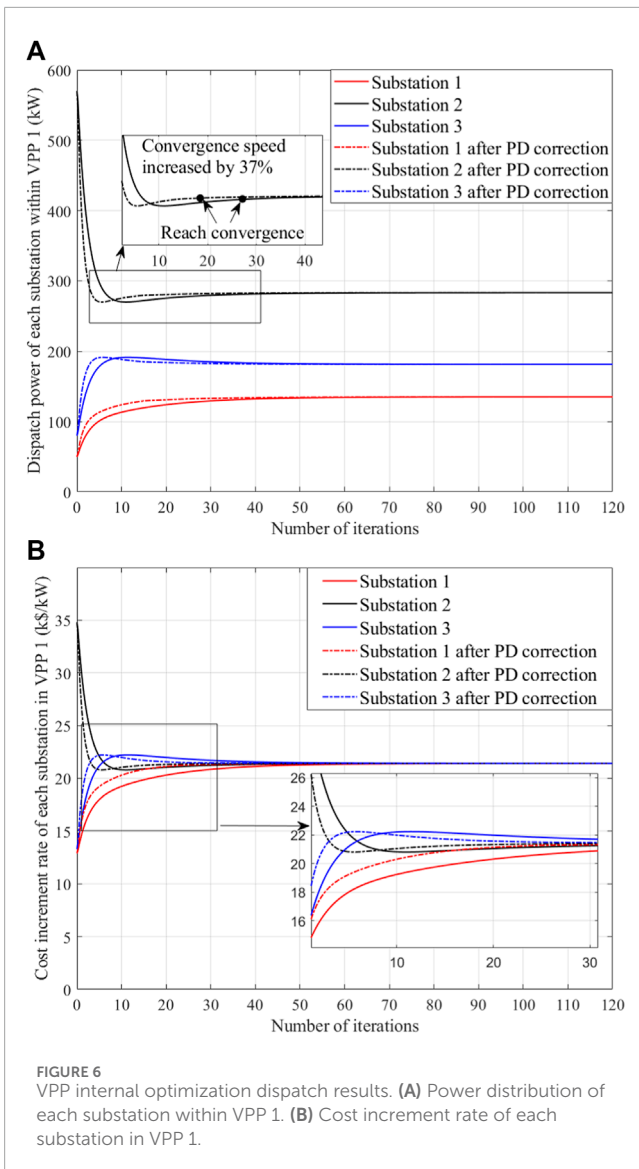 A
Dispatch power of each substation within VPP 1 (kW)
600
500
400
300
200
100
0
Substation 1
Substation 2
Substation 3
Substation 1 after PD correction
Substation 2 after PD correction
Substation 3 after PD correction
Convergence speed
increased by 37%
Reach convergence
10 20 30 40
0 10 20 30 40 50 60 70 80 90 100 110 120
Number of iterations
B
Cost increment rate of each substation in VPP 1 (k$/kW)
35
30
25
20
15
10
5
0
Substation 1
Substation 2
Substation 3
Substation 1 after PD correction
Substation 2 after PD correction
Substation 3 after PD correction
26
24
22
20
18
16
10 20 30
0 10 20 30 40 50 60 70 80 90 100 110 120
Number of iterations
FIGURE 6
VPP internal optimization dispatch results. (A) Power distribution of
each substation within VPP 1. (B) Cost increment rate of each
substation in VPP 1.